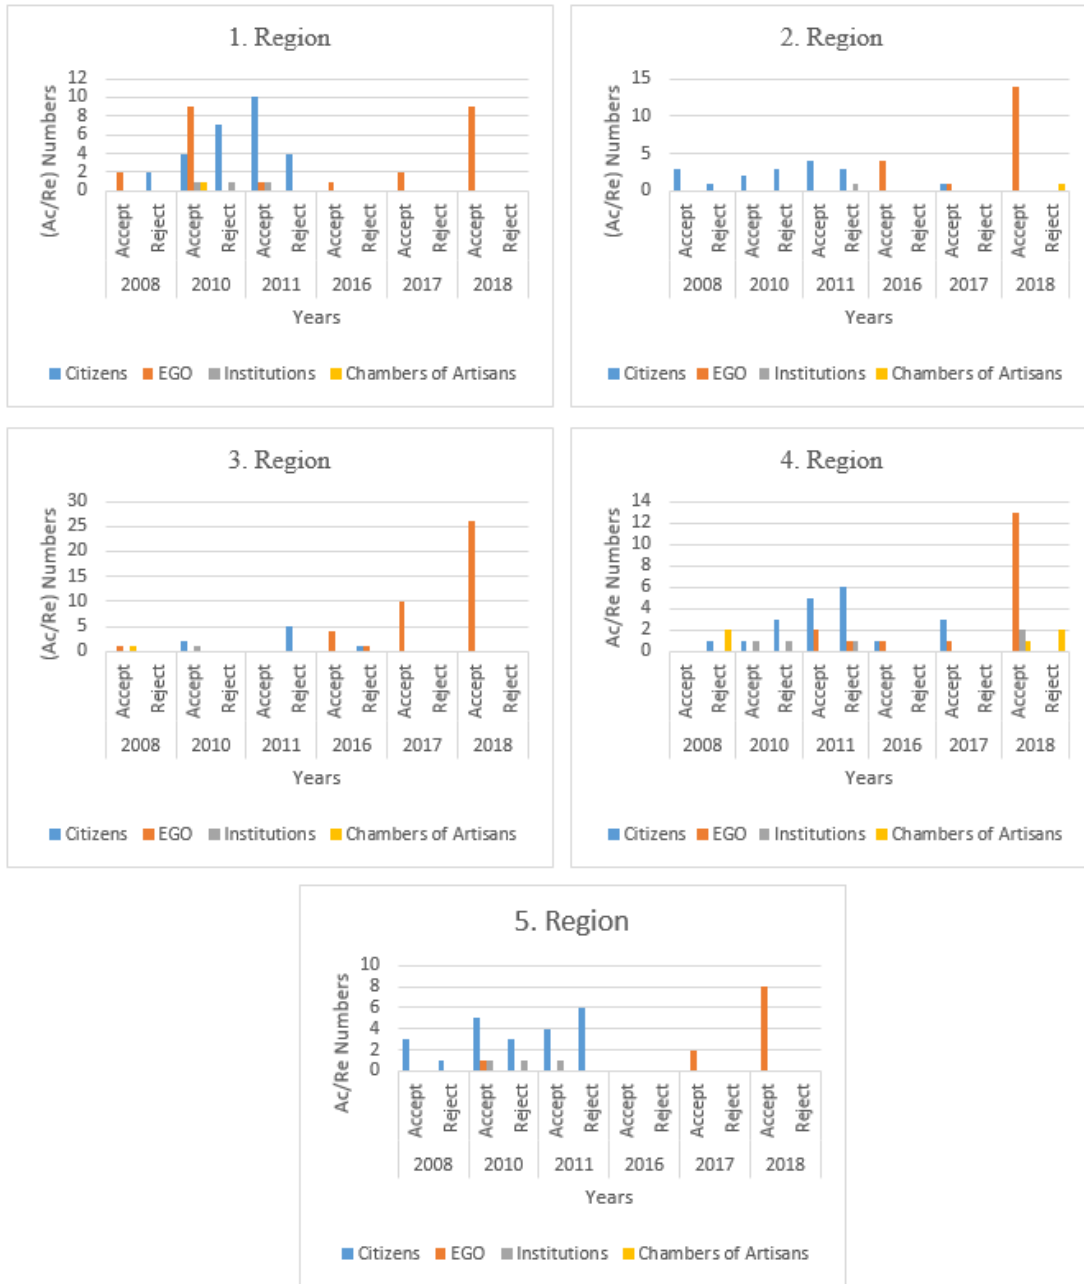 1. Region
(Ac/Re) Numbers
12
10
8
6
4
2
0
Accept Reject Accept Reject Accept Reject Accept Reject Accept Reject Accept Reject
2008 2010 2011 2016 2017 2018
Years
Citizens EGO Institutions Chambers of Artisans
2. Region
(Ac/Re) Numbers
15
10
5
0
Accept Reject Accept Reject Accept Reject Accept Reject Accept Reject Accept Reject
2008 2010 2011 2016 2017 2018
Years
Citizens EGO Institutions Chambers of Artisans
3. Region
(Ac/Re) Numbers
30
25
20
15
10
5
0
Accept Reject Accept Reject Accept Reject Accept Reject Accept Reject Accept Reject
2008 2010 2011 2016 2017 2018
Years
Citizens EGO Institutions Chambers of Artisans
4. Region
Ac/Re Numbers
14
12
10
8
6
4
2
0
Accept Reject Accept Reject Accept Reject Accept Reject Accept Reject Accept Reject
2008 2010 2011 2016 2017 2018
Years
Citizens EGO Institutions Chambers of Artisans
5. Region
Ac/Re Numbers
10
8
6
4
2
0
Accept Reject Accept Reject Accept Reject Accept Reject Accept Reject Accept Reject
2008 2010 2011 2016 2017 2018
Years
Citizens EGO Institutions Chambers of Artisans